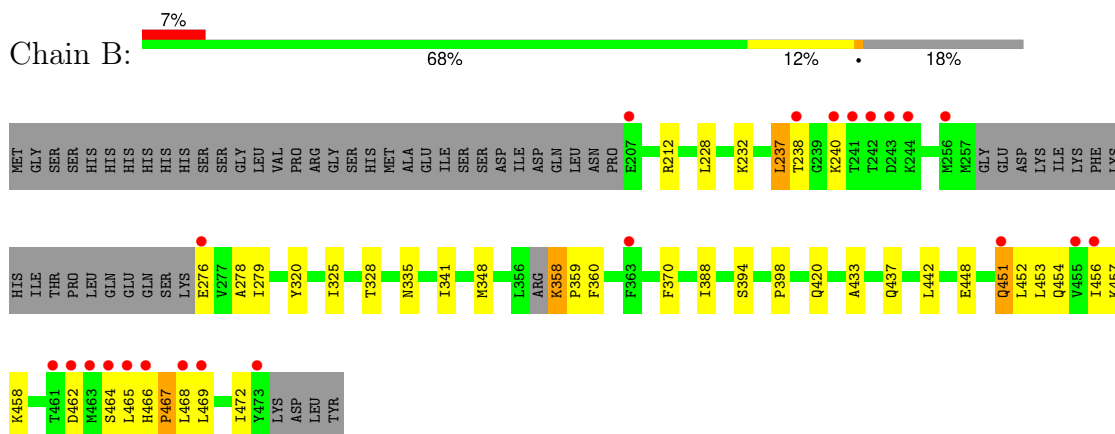 Chain B:
7%
68% 12% • 18%
MET GLY SER SER HIS HIS HIS HIS HIS HIS SER SER GLY LEU VAL PRO ARG GLY SER HIS MET ALA GLU ILE SER SER ASP ILE ASP GLN LEU ASN PRO E207 R212 L228 K232 L237 T238 G239 K240 T241 T242 D243 K244 M256 M257 GLY GLU ASP LYS ILE LYS PHE LYS
HIS ILE THR PRO LEU GLN GLU GLN SER LYS E276 V277 A278 I279 Y320 I325 T328 N335 I341 M348 L356 ARG K358 P359 F360 F363 F370 I388 S394 P398 Q420 A433 Q437 L442 E448 Q451 L452 L453 Q454 V455 I456 K457
K458 T461 D462 M463 S464 L465 H466 P467 L468 L469 I472 Y473 LYS ASP LEU TYR